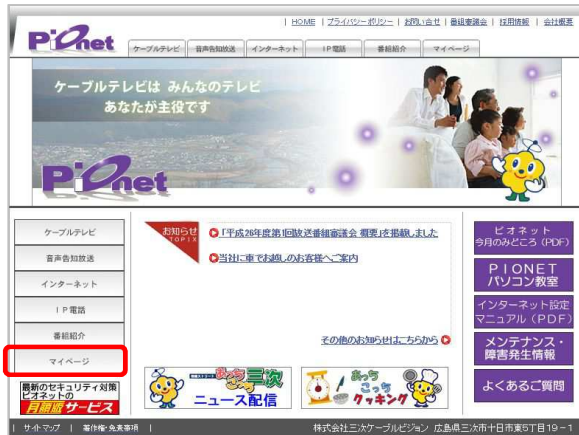 | HOME | プライバシーポリシー | お問い合せ | 番組審議会 | 採用情報 | 会社概要
Pionet
ケーブルテレビ 音声告知放送 インターネット IP電話 番組紹介 マイページ
ケーブルテレビは みんなのテレビ
あなたが主役です
Pionet
ケーブルテレビ
音声告知放送
インターネット
IP電話
番組紹介
マイページ
最新のセキュリティ対策
ピオネットの
月額版サービス
お知らせ
TOPIX
「平成26年度第1回放送番組審議会 概要」を掲載しました
当社に車でお越しのお客様へご案内
その他のお知らせはこちらから
あっちこっち三次
ニュース配信
あっち
こっち
クッキング
ピオネット
今月のみどころ (PDF)
PIONET
パソコン教室
インターネット設定
マニュアル (PDF)
メンテナンス・
障害発生情報
よくあるご質問
| サイトマップ | 著作権・免責事項 |
株式会社三次ケーブルビジョン 広島県三次市十日市東5丁目19-1